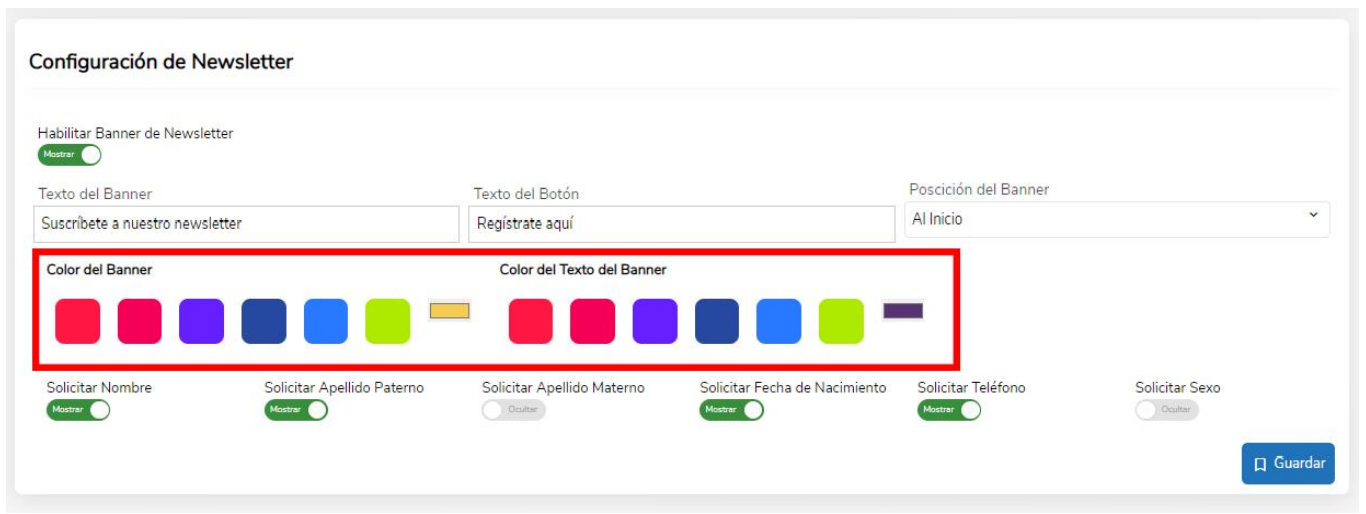 Configuración de Newsletter
Habilitar Banner de Newsletter
Mostrar
Texto del Banner Texto del Botón Poscición del Banner
Suscríbete a nuestro newsletter Regístrate aquí Al Inicio
Color del Banner Color del Texto del Banner
Solicitar Nombre Solicitar Apellido Paterno Solicitar Apellido Materno Solicitar Fecha de Nacimiento Solicitar Teléfono Solicitar Sexo
Mostrar Mostrar Ocultar Mostrar Mostrar Ocultar
Guardar